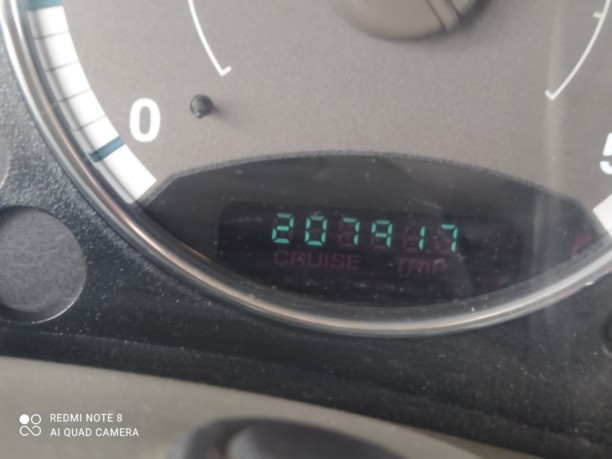 0
5
207917
CRUISE TRIP
REDMI NOTE 8
AI QUAD CAMERA